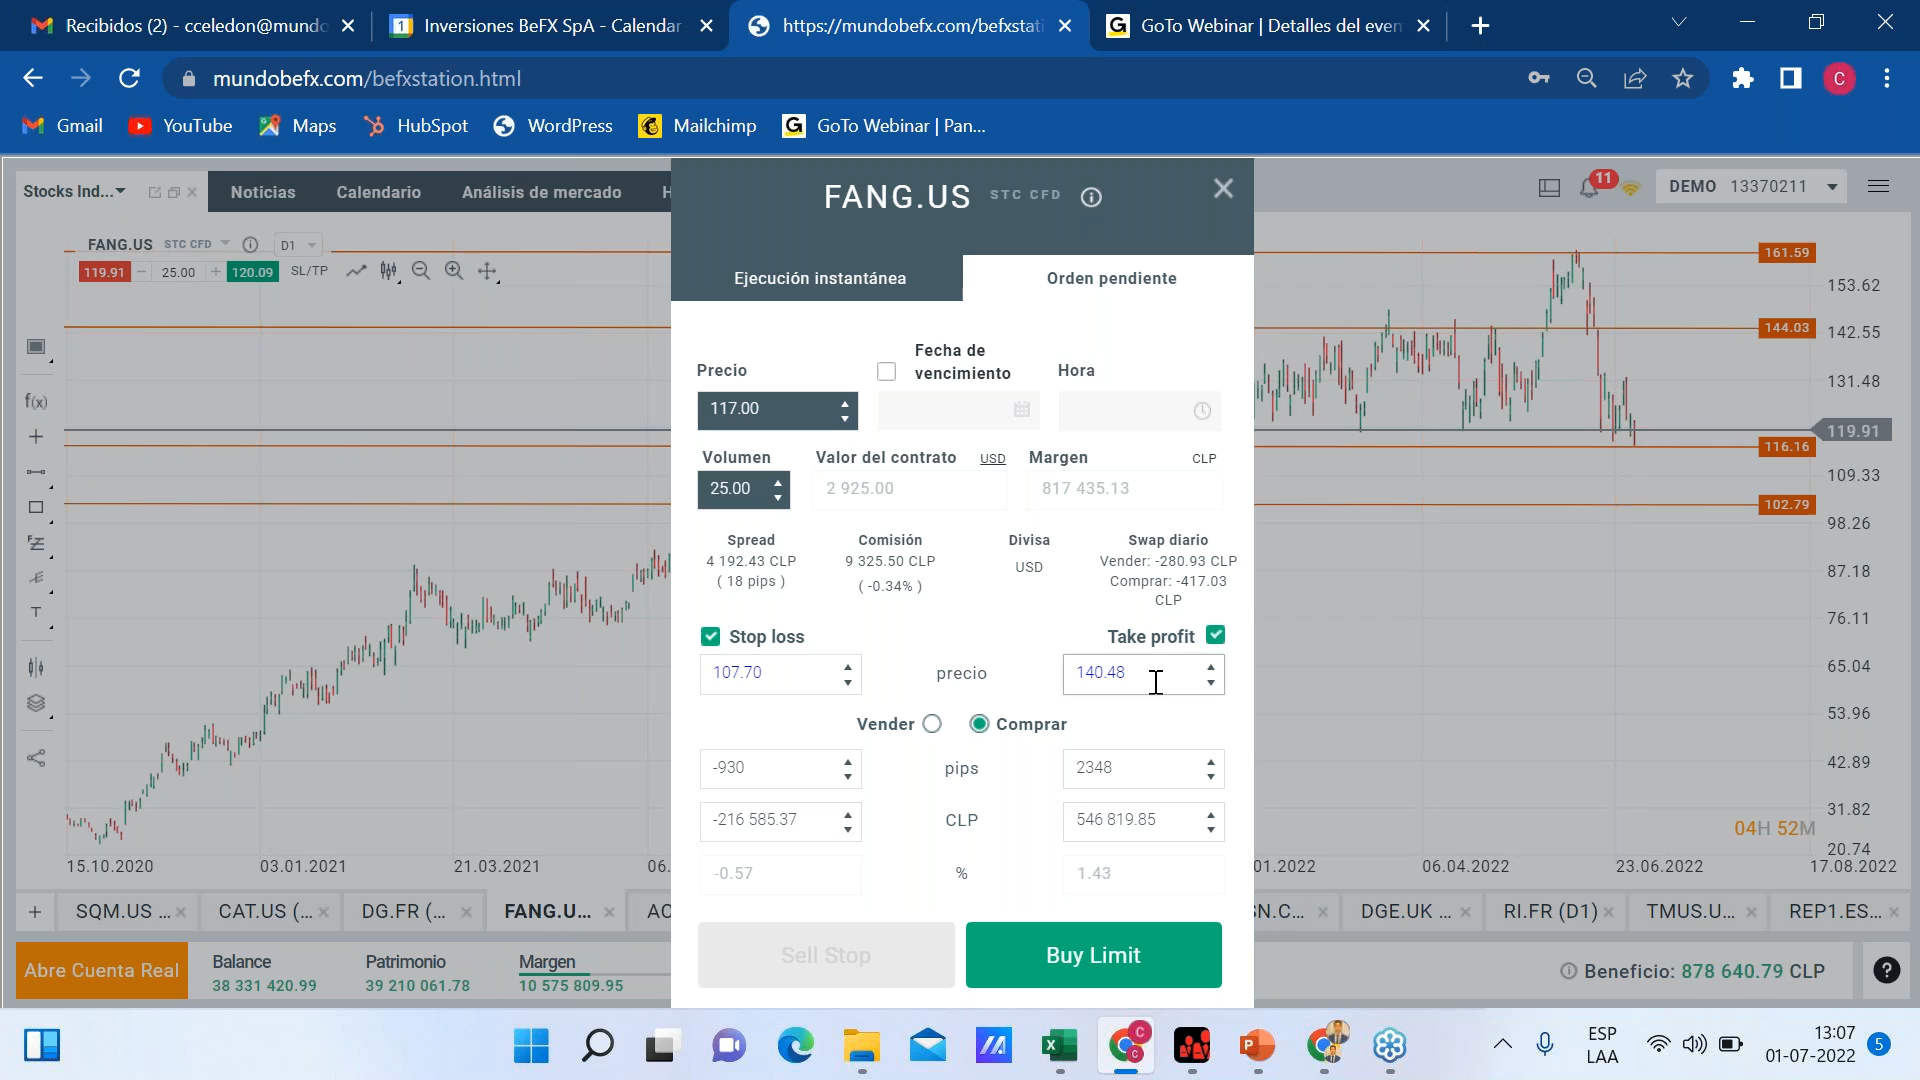 Recibidos (2) - cceledon@mundo
Inversiones BeFX SpA - Calendar
https://mundobefx.com/befxstati
GoTo Webinar | Detalles del even
mundobefx.com/befxstation.html
C
Gmail
YouTube
Maps
HubSpot
WordPress
Mailchimp
GoTo Webinar | Pan...
Stocks Ind...
Noticias
Calendario
Análisis de mercado
H
FANG.US STC CFD
11
DEMO 13370211
FANG.US STC CFD D1
119.91 − 25.00 + 120.09 SL/TP
Ejecución instantánea
Orden pendiente
Precio
Fecha de vencimiento
Hora
117.00
Volumen
Valor del contrato USD
Margen CLP
25.00
2 925.00
817 435.13
Spread
4 192.43 CLP
( 18 pips )
Comisión
9 325.50 CLP
( -0.34% )
Divisa
USD
Swap diario
Vender: -280.93 CLP
Comprar: -417.03
CLP
Stop loss
Take profit
107.70 precio 140.48
Vender Comprar
-930 pips 2348
-216 585.37 CLP 546 819.85
-0.57 % 1.43
Sell Stop
Buy Limit
161.59
153.62
144.03
142.55
131.48
119.91
116.16
109.33
102.79
98.26
87.18
76.11
65.04
53.96
42.89
31.82
04H 52M
20.74
15.10.2020 03.01.2021 21.03.2021 06. 01.2022 06.04.2022 23.06.2022 17.08.2022
f(x)
T
+ SQM.US ... CAT.US (... DG.FR (... FANG.U... AC SN.C... DGE.UK ... RI.FR (D1) TMUS.U... REP1.ES...
Abre Cuenta Real
Balance
38 331 420.99
Patrimonio
39 210 061.78
Margen
10 575 809.95
Beneficio: 878 640.79 CLP
ESP
LAA
13:07
01-07-2022
5